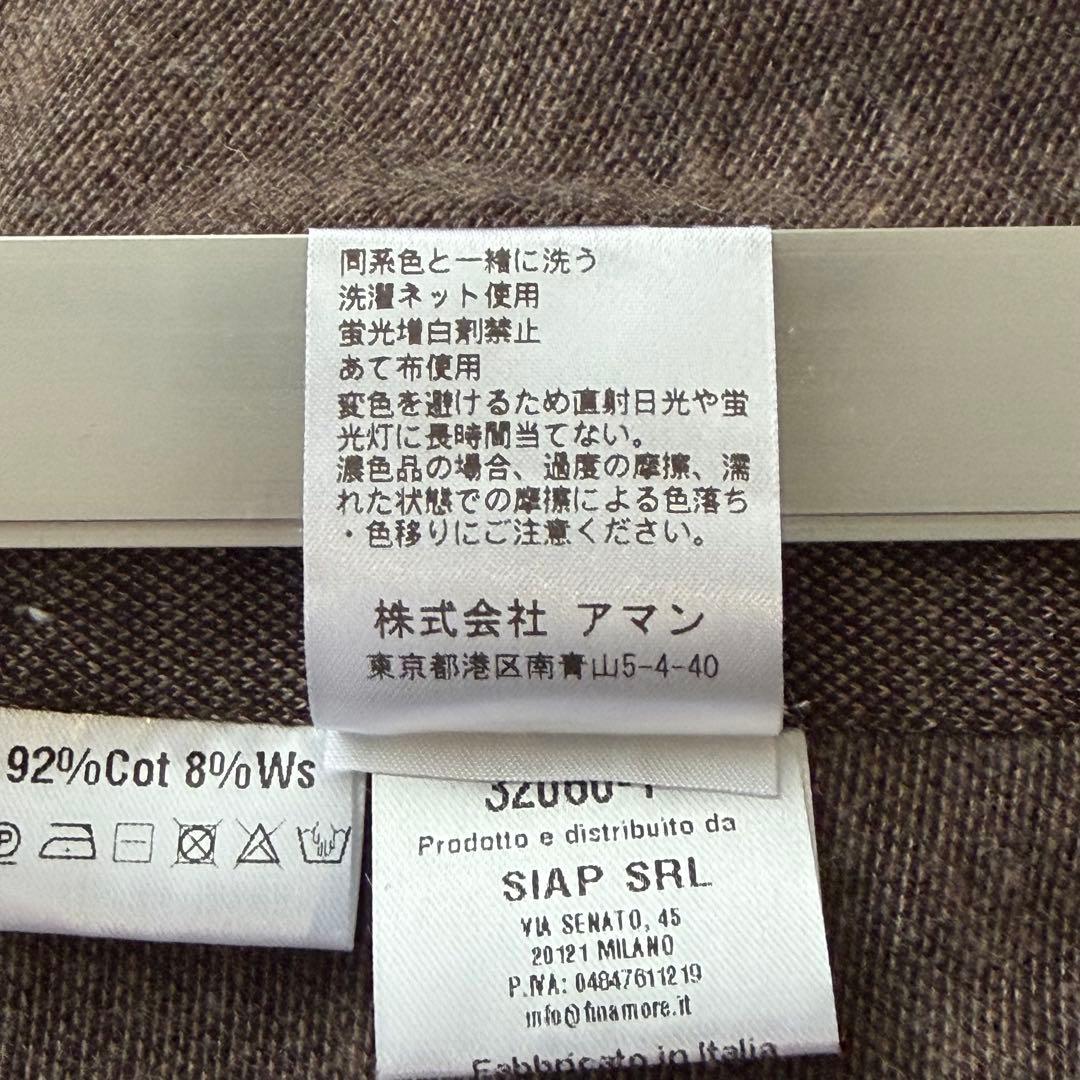 同系色と一緒に洗う
洗濯ネット使用
蛍光増白剤禁止
あて布使用
変色を避けるため直射日光や蛍
光灯に長時間当てない。
濃色品の場合、過度の摩擦、濡
れた状態での摩擦による色落ち
・色移りにご注意ください。
株式会社 アマン
東京都港区南青山5-4-40
92%Cot 8%Ws
P
Prodotto e distribuito da
SIAP SRL
VIA SENATO, 45
20121 MILANO
P.IVA: 04847611219
info@finamore.it
Fabbricato in Italia